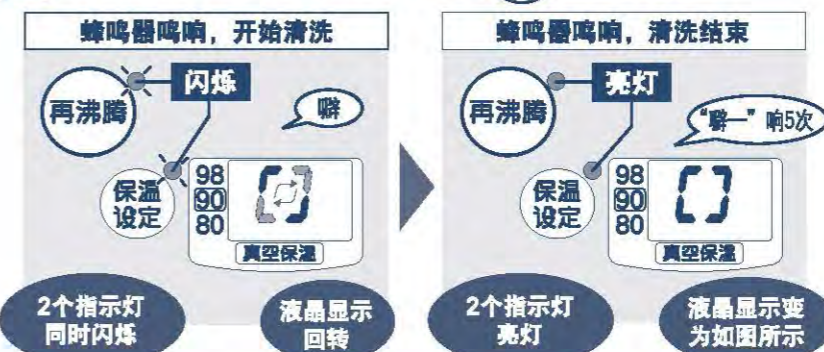 蜂鸣器鸣响，开始清洗
闪烁
再沸腾
噼
保温
设定
98
90
80
真空保温
2个指示灯
同时闪烁
液晶显示
回转
蜂鸣器鸣响，清洗结束
亮灯
再沸腾
“噼—”响5次
保温
设定
98
90
80
真空保温
2个指示灯
亮灯
液晶显示变
为如图所示